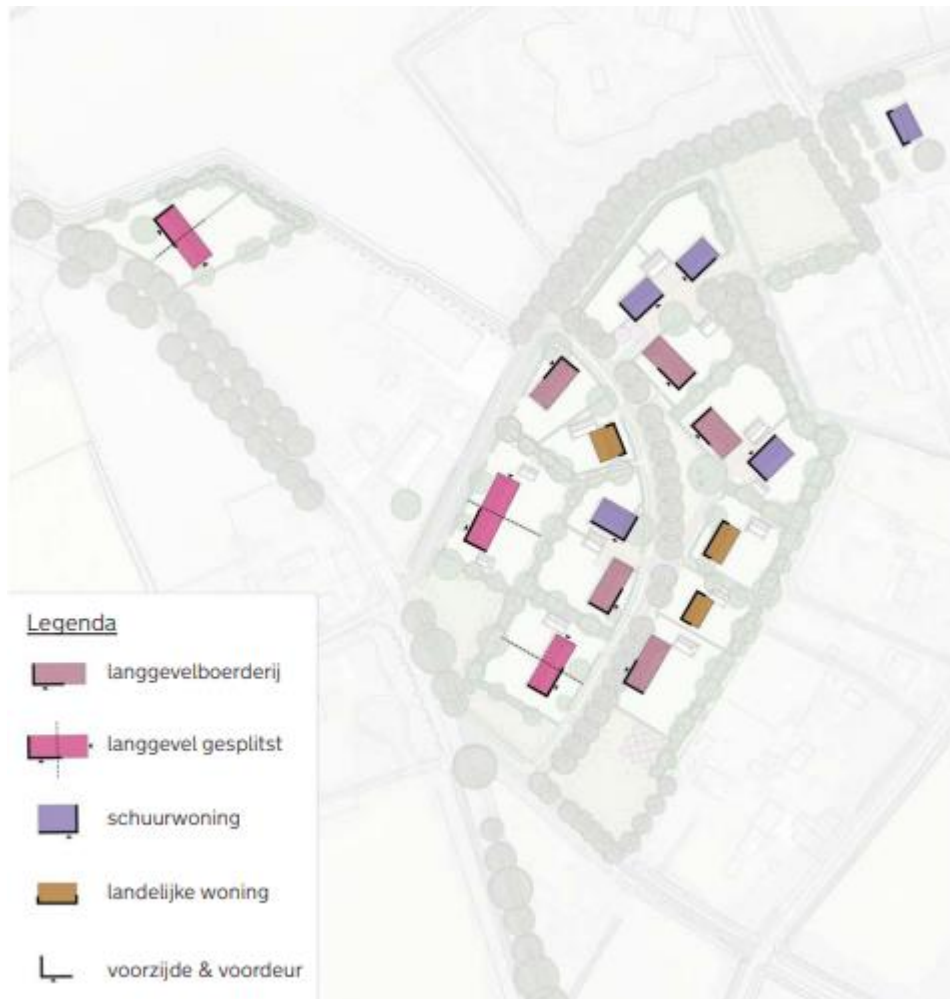 Legenda
langgevelboerderij
langgevel gesplitst
schuurwoning
landelijke woning
voorzijde & voordeur